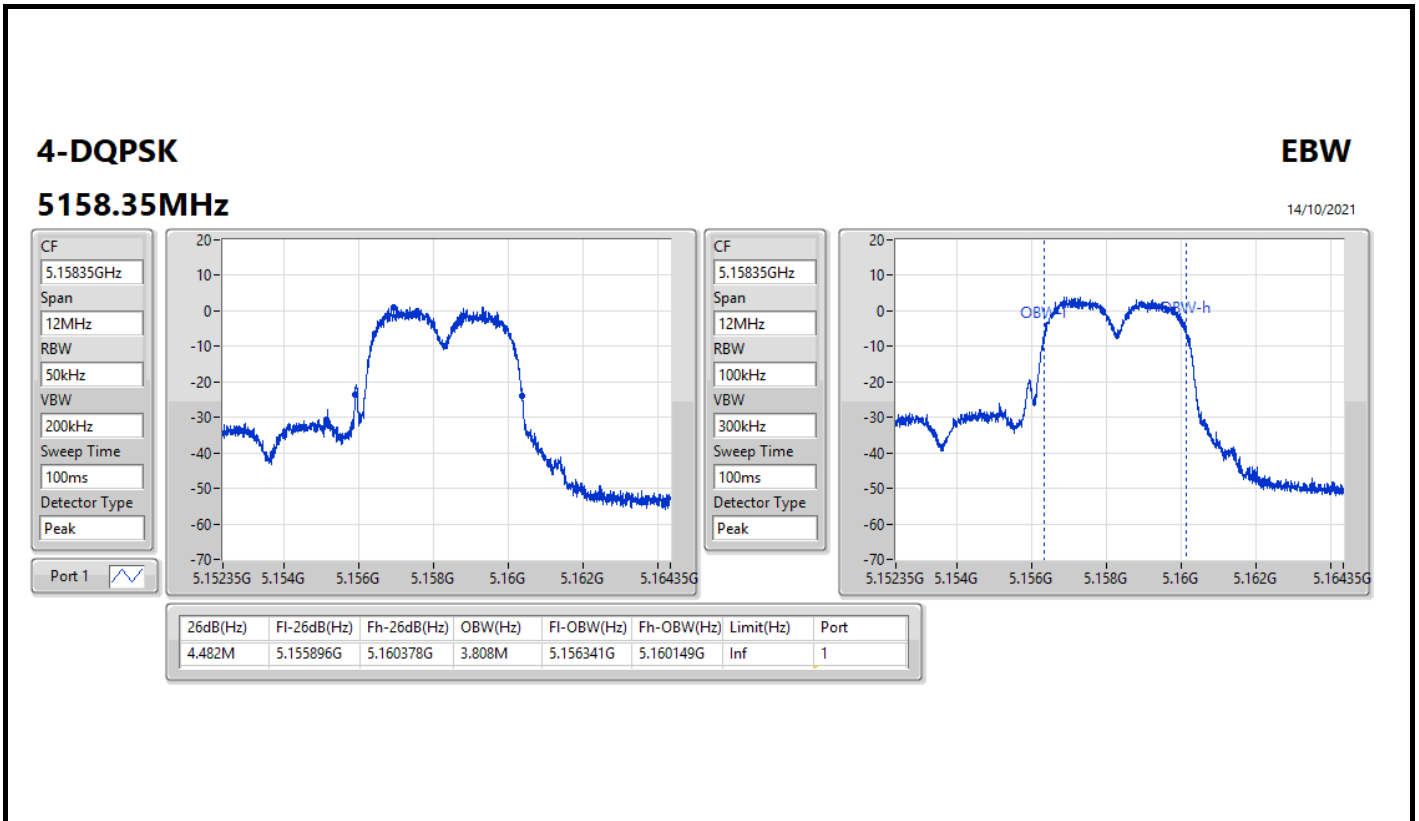 4-DQPSK
EBW
5158.35MHz
14/10/2021
CF
5.15835GHz
Span
12MHz
RBW
50kHz
VBW
200kHz
Sweep Time
100ms
Detector Type
Peak
Port 1
20
10
0
-10
-20
-30
-40
-50
-60
-70
5.15235G 5.154G 5.156G 5.158G 5.16G 5.162G 5.16435G
CF
5.15835GHz
Span
12MHz
RBW
100kHz
VBW
300kHz
Sweep Time
100ms
Detector Type
Peak
20
10
0
-10
-20
-30
-40
-50
-60
-70
OBW-l
OBW-h
5.15235G 5.154G 5.156G 5.158G 5.16G 5.162G 5.16435G
26dB(Hz) Fl-26dB(Hz) Fh-26dB(Hz) OBW(Hz) Fl-OBW(Hz) Fh-OBW(Hz) Limit(Hz) Port
4.482M 5.155896G 5.160378G 3.808M 5.156341G 5.160149G Inf 1